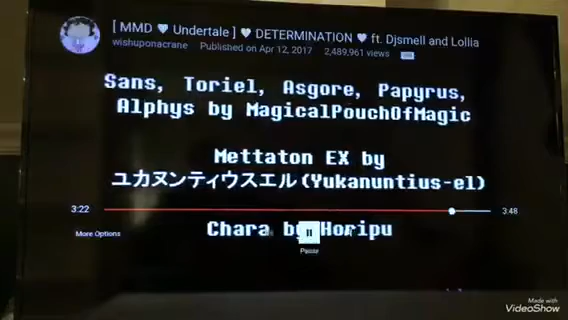 [ MMD ♥ Undertale ] 💔 DETERMINATION ♥ ft. Djsmell and Lollia
wishuponacrane Published on Apr 12, 2017 2,489,961 views
Sans, Toriel, Asgore, Papyrus,
Alphys by MagicalPouchOfMagic
Mettaton EX by
ユカヌンティウスエル(Yukanuntius-el)
3:22 3:48
More Options
Chara by Horipu
Pause
Made with
VideoShow